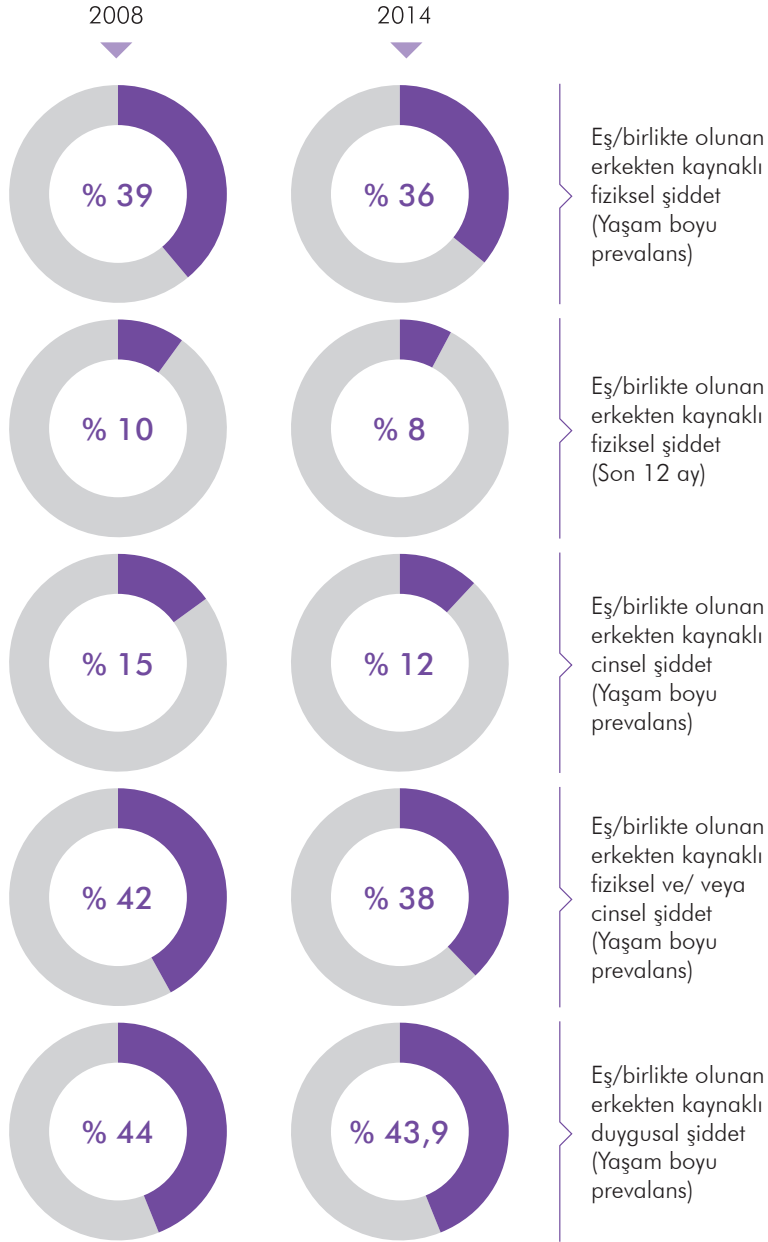 2008
2014
% 39
% 36
Eş/birlikte olunan
erkekten kaynaklı
fiziksel şiddet
(Yaşam boyu
prevalans)
% 10
% 8
Eş/birlikte olunan
erkekten kaynaklı
fiziksel şiddet
(Son 12 ay)
% 15
% 12
Eş/birlikte olunan
erkekten kaynaklı
cinsel şiddet
(Yaşam boyu
prevalans)
% 42
% 38
Eş/birlikte olunan
erkekten kaynaklı
fiziksel ve/ veya
cinsel şiddet
(Yaşam boyu
prevalans)
% 44
% 43,9
Eş/birlikte olunan
erkekten kaynaklı
duygusal şiddet
(Yaşam boyu
prevalans)